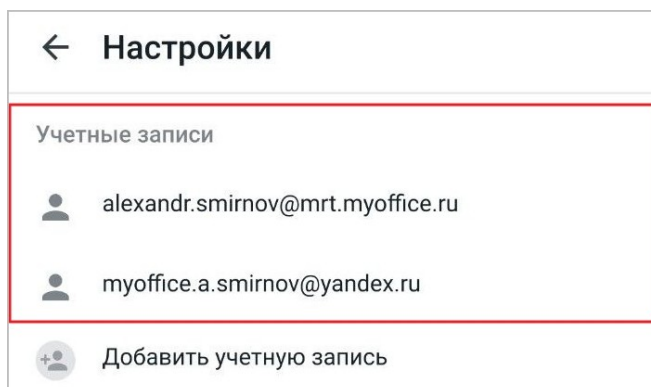 Настройки
Учетные записи
alexandr.smirnov@mrt.myoffice.ru
myoffice.a.smirnov@yandex.ru
Добавить учетную запись